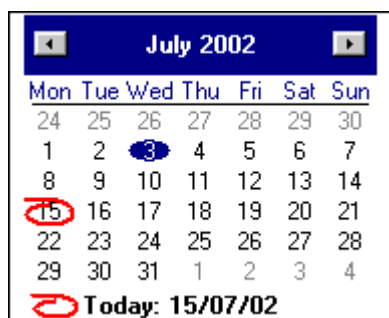 July 2002
Mon Tue Wed Thu Fri Sat Sun
24 25 26 27 28 29 30
1 2 3 4 5 6 7
8 9 10 11 12 13 14
15 16 17 18 19 20 21
22 23 24 25 26 27 28
29 30 31 1 2 3 4
Today: 15/07/02